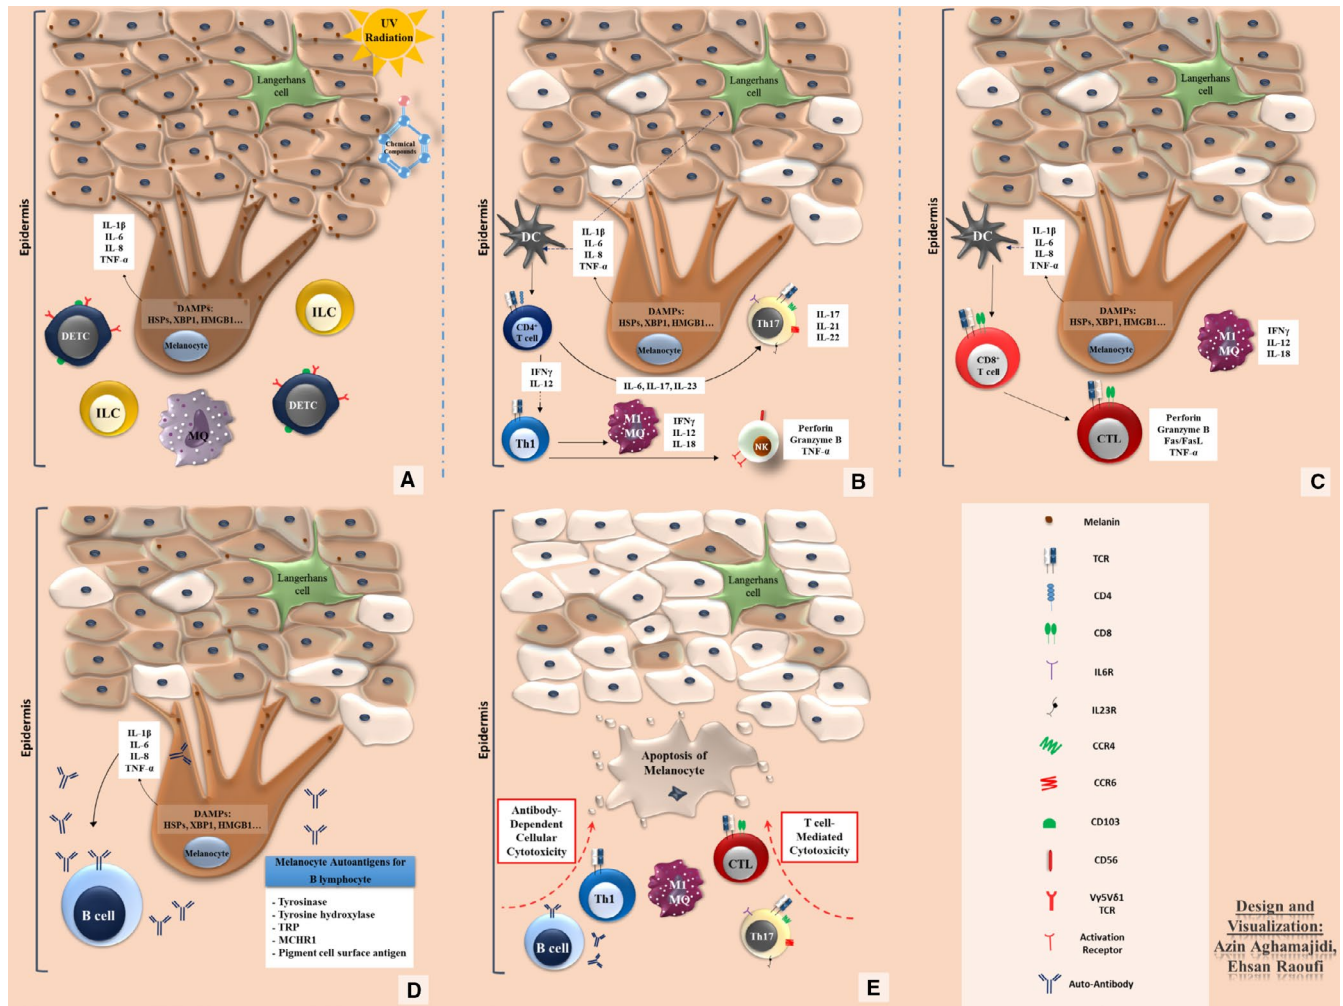 UV
Radiation
Langerhans
cell
Chemical
Compounds
Epidermis
IL-1β
IL-6
IL-8
TNF-α
DAMPs:
HSPs, XBP1, HMGB1...
Melanocyte
DETC
ILC
ILC
MQ
DETC
A
Langerhans
cell
Epidermis
DC
IL-1β
IL-6
IL-8
TNF-α
DAMPs:
HSPs, XBP1, HMGB1...
Melanocyte
CD4⁺
T cell
Th17
IL-17
IL-21
IL-22
IFNγ
IL-12
IL-6, IL-17, IL-23
Th1
M1
MQ
IFNγ
IL-12
IL-18
NK
Perforin
Granzyme B
TNF-α
B
Langerhans
cell
Epidermis
DC
IL-1β
IL-6
IL-8
TNF-α
DAMPs:
HSPs, XBP1, HMGB1...
Melanocyte
CD8⁺
T cell
M1
MQ
IFNγ
IL-12
IL-18
CTL
Perforin
Granzyme B
Fas/FasL
TNF-α
C
Langerhans
cell
Epidermis
IL-1β
IL-6
IL-8
TNF-α
DAMPs:
HSPs, XBP1, HMGB1...
Melanocyte
B cell
Melanocyte Autoantigens for
B lymphocyte
- Tyrosinase
- Tyrosine hydroxylase
- TRP
- MCHR1
- Pigment cell surface antigen
D
Langerhans
cell
Epidermis
Apoptosis of
Melanocyte
Antibody-
Dependent
Cellular
Cytotoxicity
T cell-
Mediated
Cytotoxicity
CTL
Th1
M1
MQ
B cell
Th17
E
Melanin
TCR
CD4
CD8
IL6R
IL23R
CCR4
CCR6
CD103
CD56
Vγ5Vδ1
TCR
Activation
Receptor
Auto-Antibody
Design and
Visualization:
Azin Aghamajidi,
Ehsan Raoufi